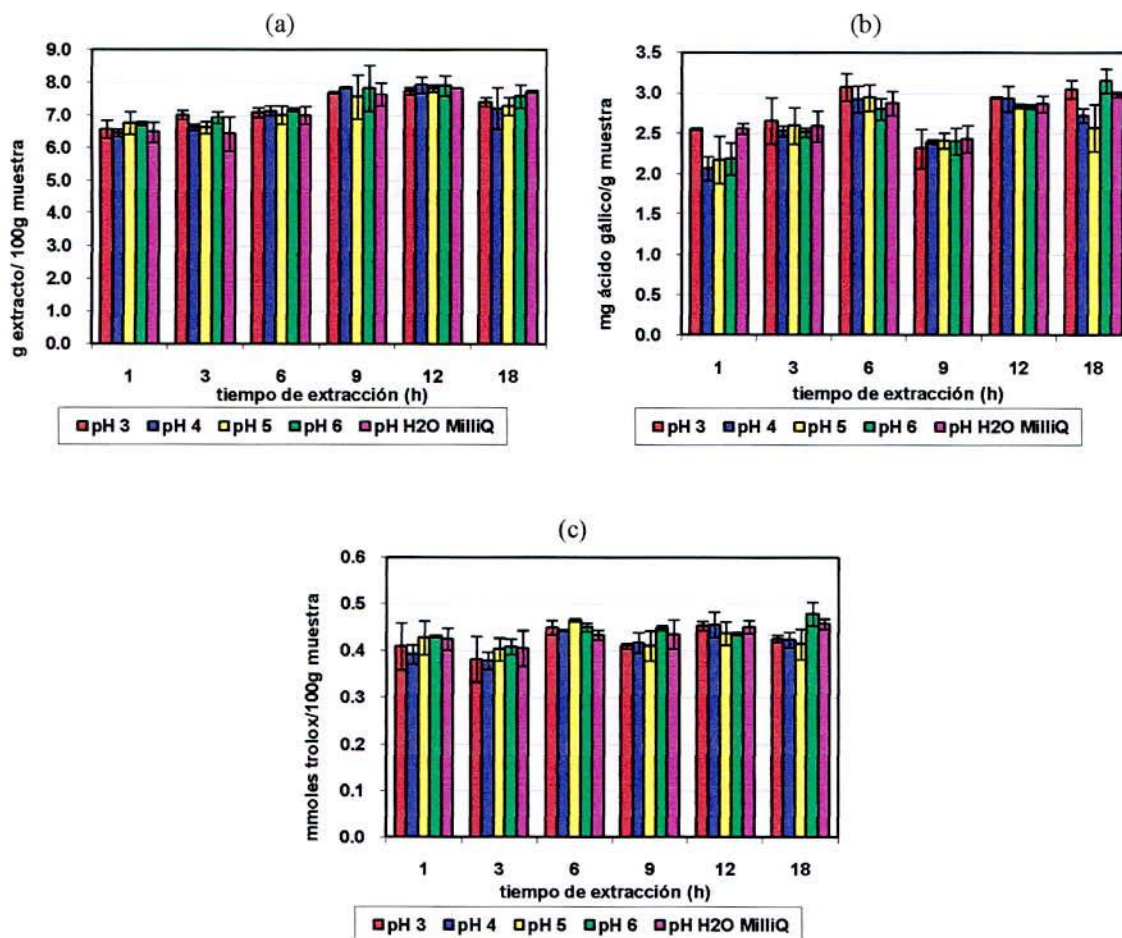 (a)
g extracto/ 100g muestra
9.0
8.0
7.0
6.0
5.0
4.0
3.0
2.0
1.0
0.0
1 3 6 9 12 18
tiempo de extracción (h)
pH 3 pH 4 pH 5 pH 6 pH H2O MilliQ
(b)
mg ácido gálico/g muestra
3.5
3.0
2.5
2.0
1.5
1.0
0.5
0.0
1 3 6 9 12 18
tiempo de extracción (h)
pH 3 pH 4 pH 5 pH 6 pH H2O MilliQ
(c)
mmoles trolox/100g muestra
0.6
0.5
0.4
0.3
0.2
0.1
0.0
1 3 6 9 12 18
tiempo de extracción (h)
pH 3 pH 4 pH 5 pH 6 pH H2O MilliQ